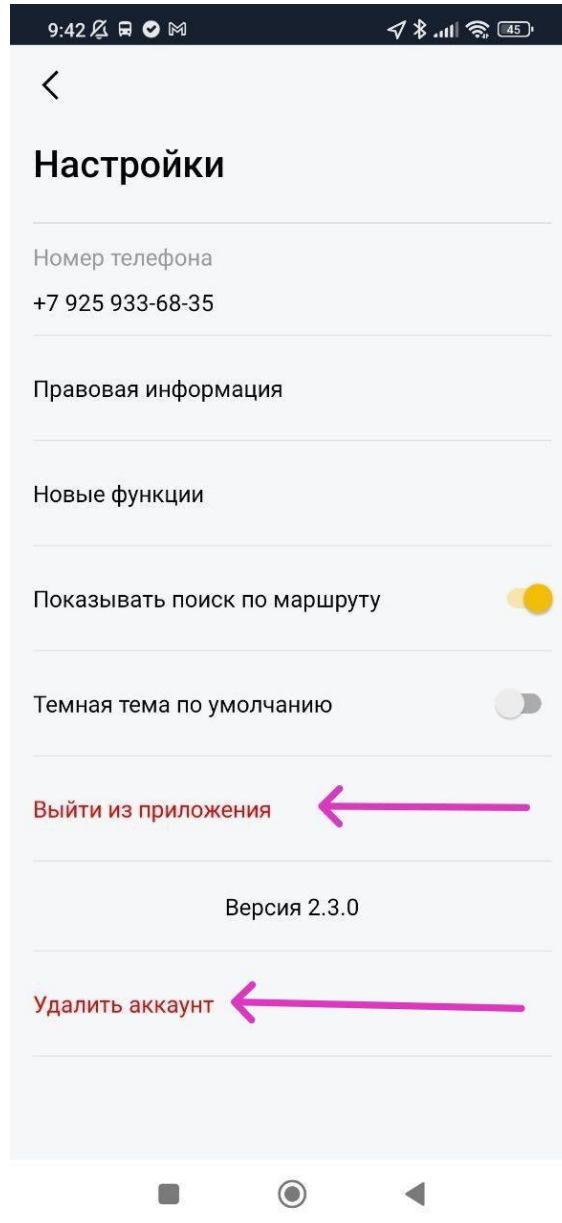 9:42
45
Настройки
Номер телефона
+7 925 933-68-35
Правовая информация
Новые функции
Показывать поиск по маршруту
Темная тема по умолчанию
Выйти из приложения
Версия 2.3.0
Удалить аккаунт